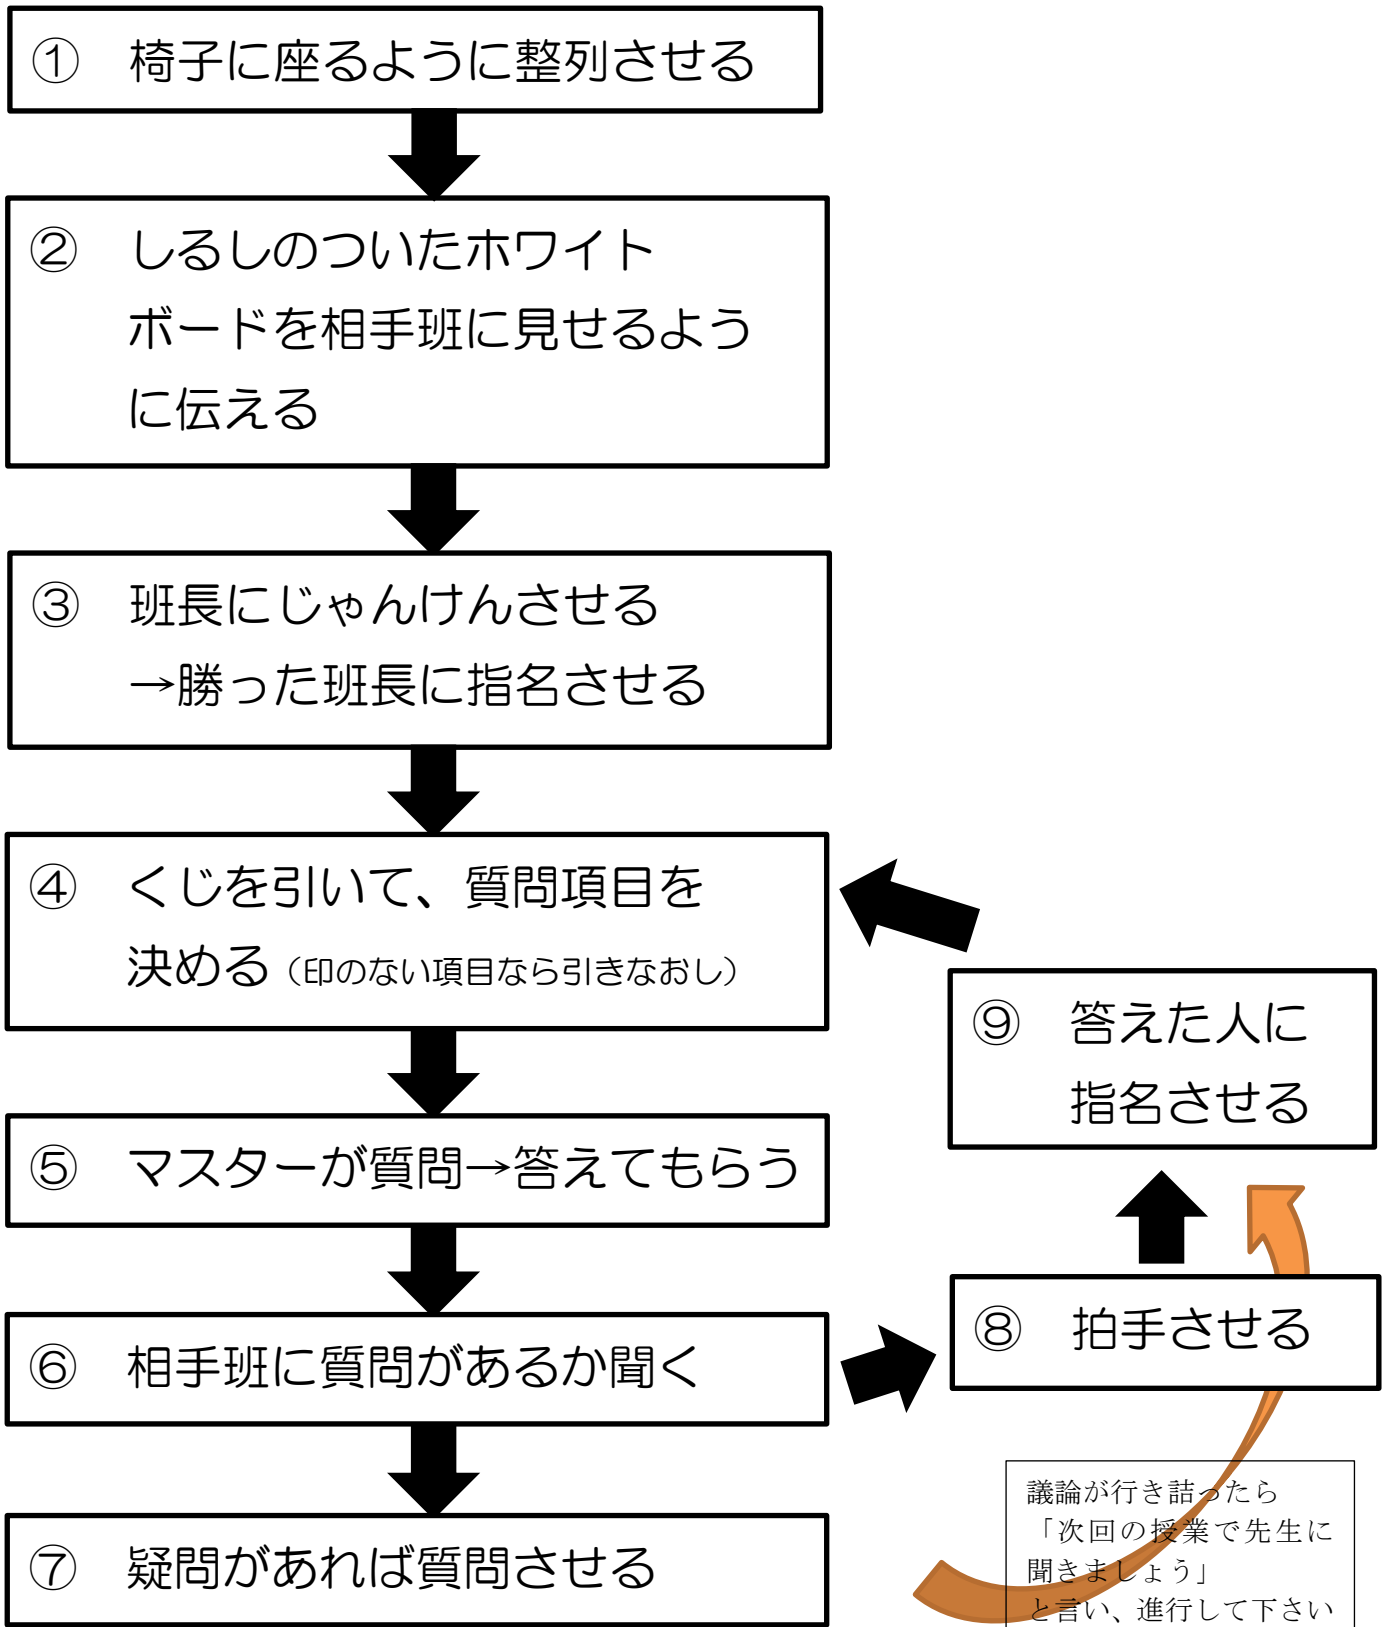 ① 椅子に座るように整列させる
② しるしのついたホワイト
ボードを相手班に見せるよう
に伝える
③ 班長にじゃんけんさせる
→勝った班長に指名させる
④ くじを引いて、質問項目を
決める（印のない項目なら引きなおし）
⑤ マスターが質問→答えてもらう
⑥ 相手班に質問があるか聞く
⑦ 疑問があれば質問させる
⑧ 拍手させる
⑨ 答えた人に
指名させる
議論が行き詰ったら
「次回の授業で先生に
聞きましょう」
と言い、進行して下さい